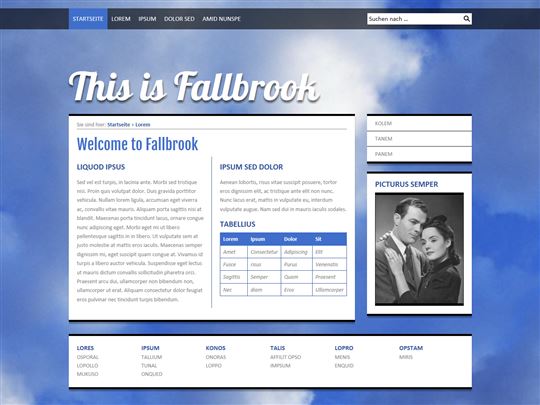 STARTSEITE LOREM IPSUM DOLOR SED AMID NUNSPE
Suchen nach ...
This is Fallbrook
Sie sind hier: Startseite » Lorem
Welcome to Fallbrook
LIQUID IPSUS
Sed vel est turpis, in lacinia ante. Morbi sed tristique
nisi. Proin quis volutpat dolor. Duis gravida porttitor
vehicula. Nullam lorem ligula, accumsan eget viverra
ac, convallis vitae mauris. Aliquam porta sagittis nisi at
blandit. Maecenas porta tincidunt lacus, ornare congue
nunc adipiscing eget. Morbi eget mi ut libero
pellentesque sagittis in in libero. Ut vulputate sem at
justo molestie at mattis eros iaculis. Maecenas semper
dignissim mi, eget suscipit quam congue at. Vivamus id
turpis a libero auctor vehicula. Suspendisse eget lectus
ut mauris dictum convallis sollicitudin pharetra orci.
Praesent arcu dui, ullamcorper non bibendum non,
ullamcorper ut erat. Aliquam consectetur dolor feugiat
eros pulvinar nec tincidunt turpis bibendum.
IPSUM SED DOLOR
Aenean lobortis, risus vitae suscipit posuere, tortor
eros dignissim elit, ac tristique ante elit non nunc.
Nunc lacus erat, mattis in vulputate eu, interdum
vulputate augue. Nam sed dui in mauris iaculis sodales.
TABELLIUS
Lorem Ipsum Dolor Sit
Amet Consectetur Adipiscing Elit
Fusce risus Purus Venenatis
Sagittis Semper Quam Praesent
Nec diam Eros Ullamcorper
KOLEM
TANEM
PANEM
PICTURUS SEMPER
LORES IPSUM KONOS TALIS LOPRO OPSTAM
OSPORAL TALLIUM ONORAS AFFILIT OPSO MENIS MIRIS
LOPOLLO TUNAL LOPPO IMPSUM ENQUID
MUKUSO ONQUED